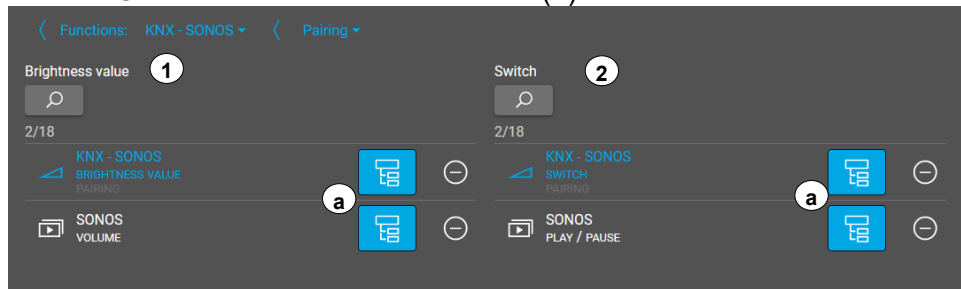 Functions: KNX - SONOS Pairing
Brightness value 1
2/18
KNX - SONOS
BRIGHTNESS VALUE
PAIRING
a
SONOS
VOLUME
Switch 2
2/18
KNX - SONOS
SWITCH
PAIRING
a
SONOS
PLAY / PAUSE